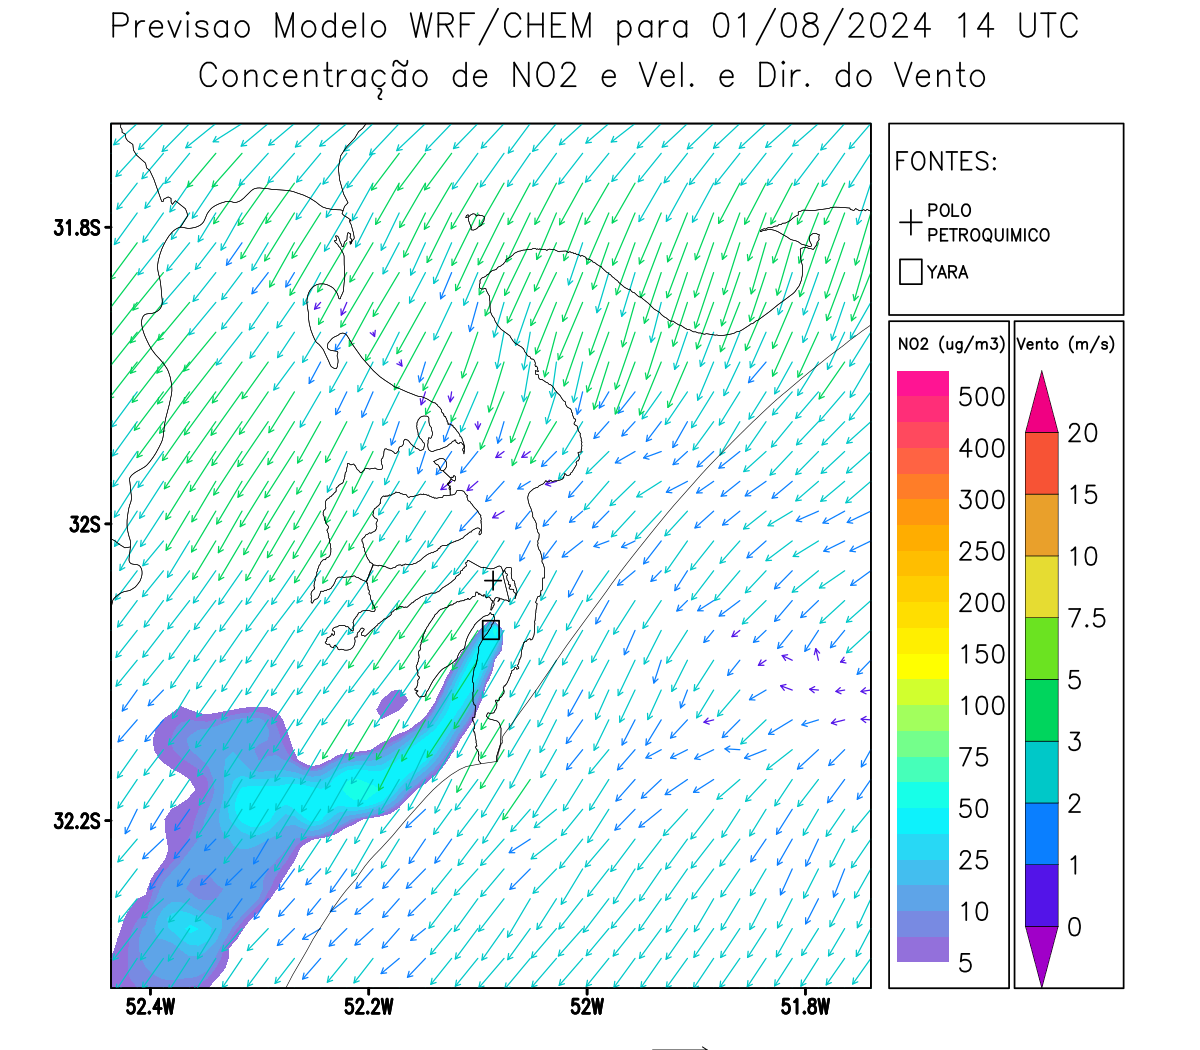 Previsao Modelo WRF/CHEM para 01/08/2024 14 UTC
Concentração de NO2 e Vel. e Dir. do Vento
FONTES:
POLO
PETROQUIMICO
YARA
NO2 (ug/m3)
500
400
300
250
200
150
100
75
50
25
10
5
Vento (m/s)
20
15
10
7.5
5
3
2
1
0
31.8S
32S
32.2S
52.4W
52.2W
52W
51.8W